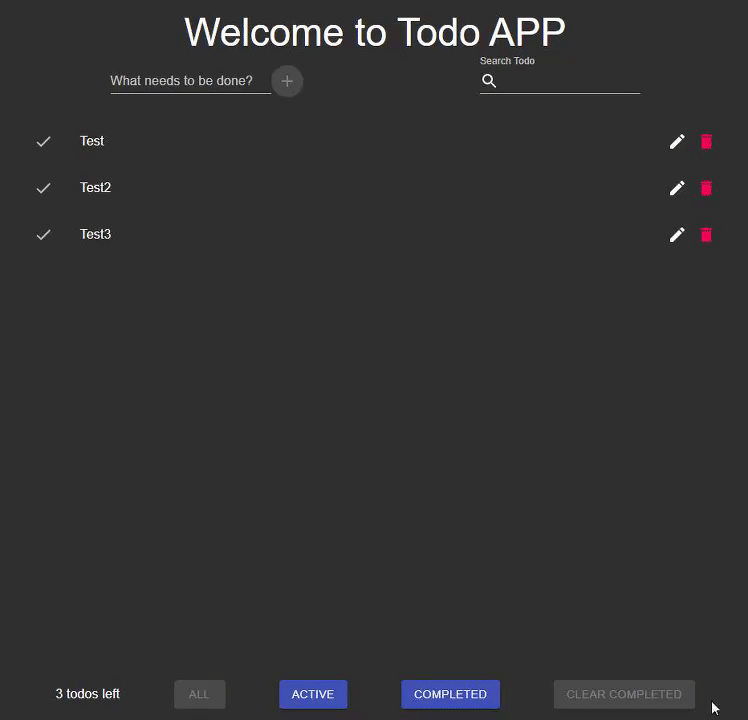 Welcome to Todo APP
Search Todo
What needs to be done?
Test
Test2
Test3
3 todos left
ALL
ACTIVE
COMPLETED
CLEAR COMPLETED